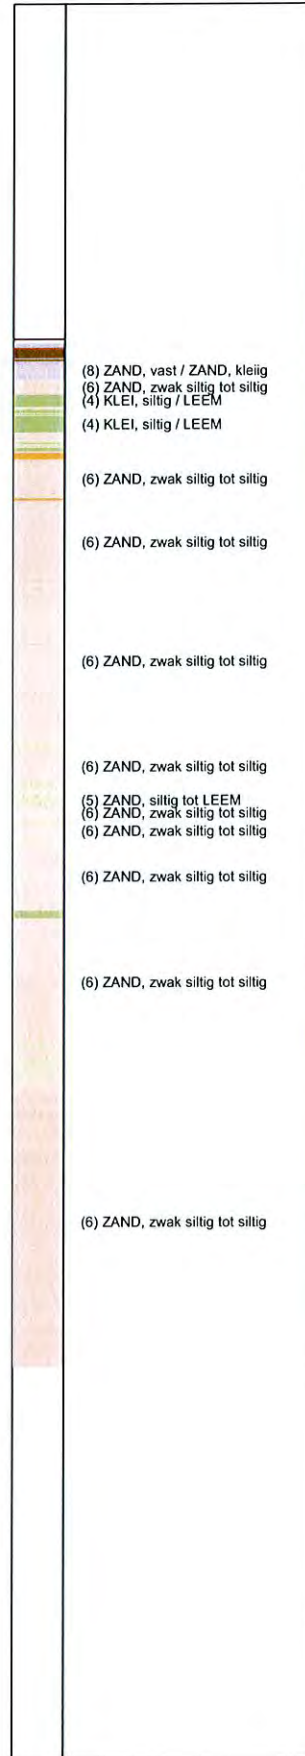 (8) ZAND, vast / ZAND, kleiig
(6) ZAND, zwak siltig tot siltig
(4) KLEI, siltig / LEEM
(4) KLEI, siltig / LEEM
(6) ZAND, zwak siltig tot siltig
(6) ZAND, zwak siltig tot siltig
(6) ZAND, zwak siltig tot siltig
(6) ZAND, zwak siltig tot siltig
(5) ZAND, siltig tot LEEM
(6) ZAND, zwak siltig tot siltig
(6) ZAND, zwak siltig tot siltig
(6) ZAND, zwak siltig tot siltig
(6) ZAND, zwak siltig tot siltig
(6) ZAND, zwak siltig tot siltig